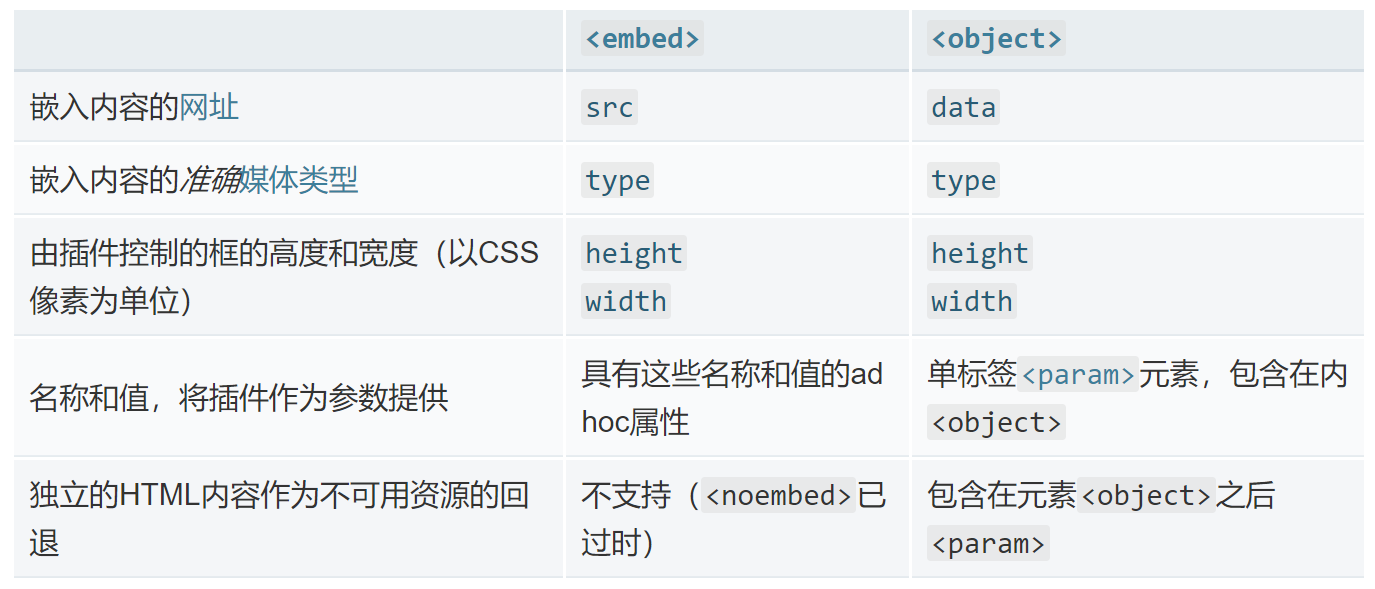 <embed> <object>
嵌入内容的网址 src data
嵌入内容的准确媒体类型 type type
由插件控制的框的高度和宽度（以CSS height height
像素为单位） width width
名称和值，将插件作为参数提供
具有这些名称和值的ad
hoc属性
单标签<param>元素，包含在内
<object>
独立的HTML内容作为不可用资源的回
退
不支持（<noembed>已
过时）
包含在元素<object>之后
<param>